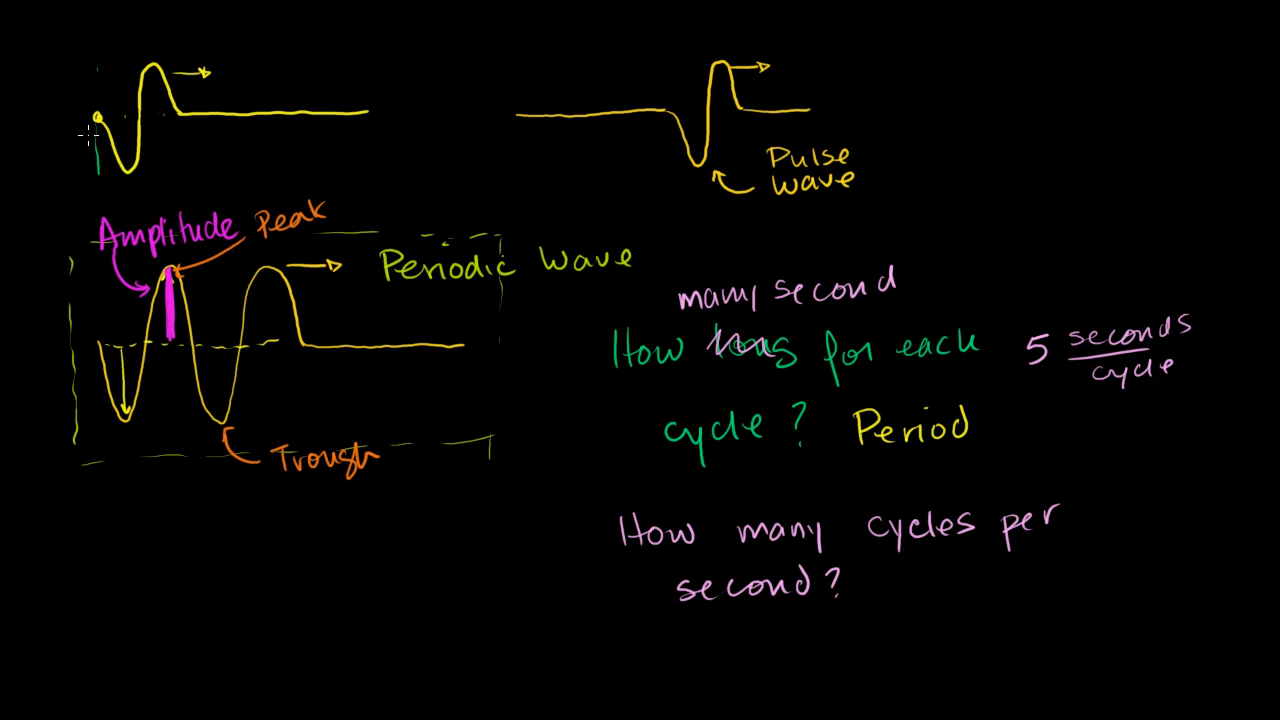 Pulse
wave
Amplitude
Peak
Periodic wave
many second
How long for each
cycle? Period
5 seconds
cycle
Trough
How many cycles per
second?